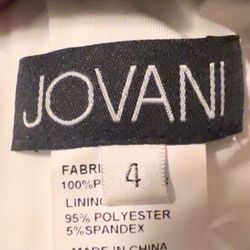 JOVANI
4
FABRI
100%P
LINING
95% POLYESTER
5%SPANDEX
MADE IN CHINA